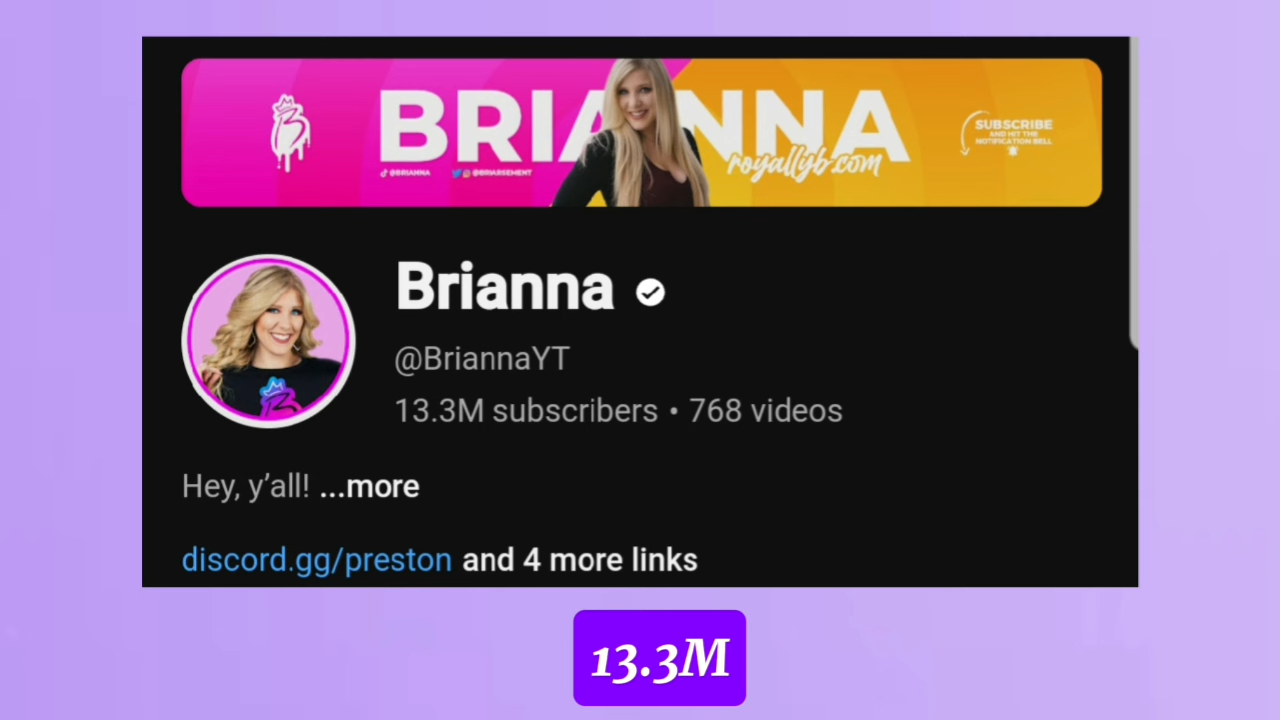 BRIANNA
royallyb.com
@BRIANNA @BRIARSEMENT
SUBSCRIBE
AND HIT THE
NOTIFICATION BELL
Brianna
@BriannaYT
13.3M subscribers • 768 videos
Hey, y’all! ...more
discord.gg/preston and 4 more links
13.3M